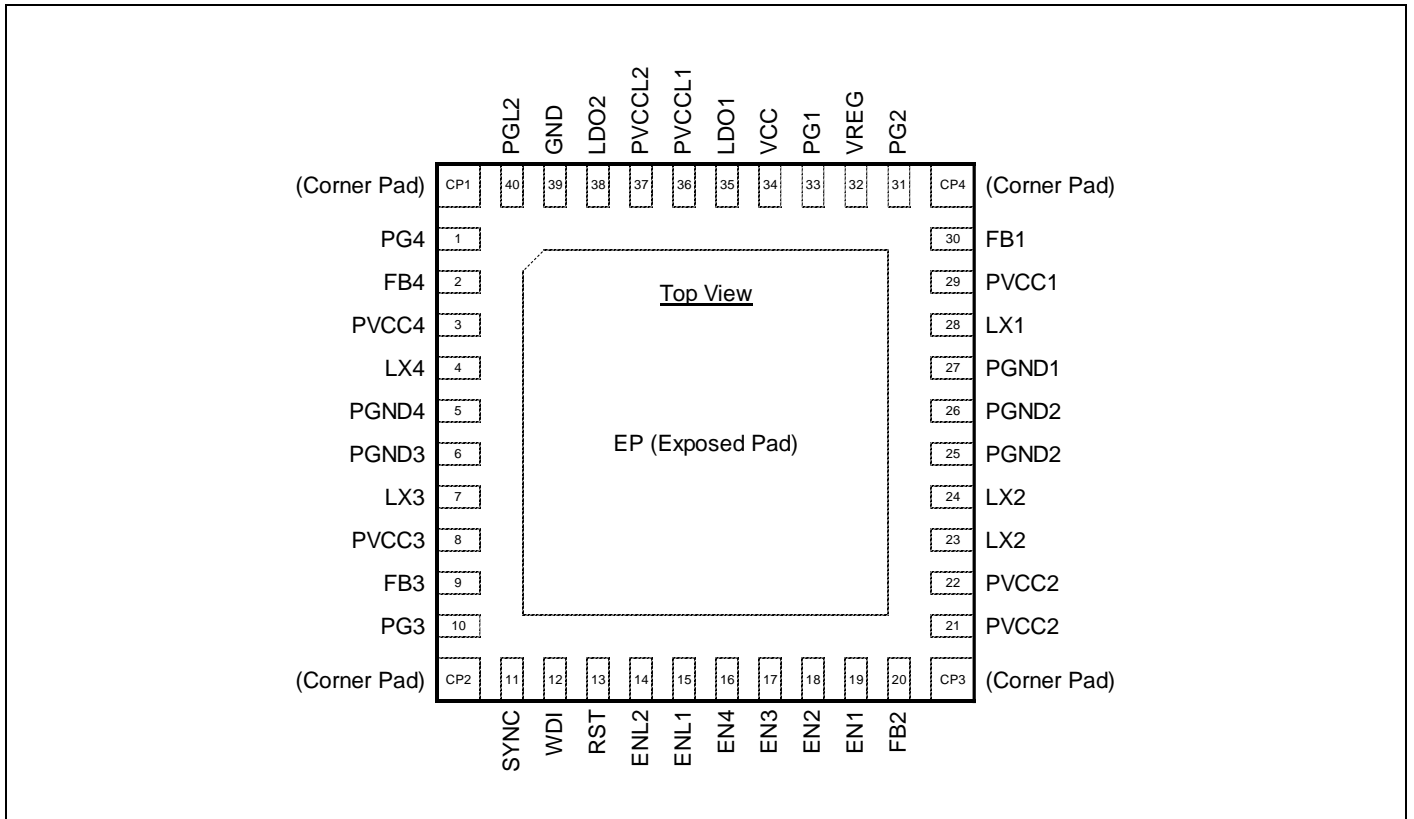 PGL2 GND LDO2 PVCCL2 PVCCL1 LDO1 VCC PG1 VREG PG2
(Corner Pad) CP1 40 39 38 37 36 35 34 33 32 31 CP4 (Corner Pad)
PG4 1 30 FB1
FB4 2 29 PVCC1
Top View
PVCC4 3 28 LX1
LX4 4 27 PGND1
PGND4 5 26 PGND2
EP (Exposed Pad)
PGND3 6 25 PGND2
LX3 7 24 LX2
PVCC3 8 23 LX2
FB3 9 22 PVCC2
PG3 10 21 PVCC2
(Corner Pad) CP2 11 12 13 14 15 16 17 18 19 20 CP3 (Corner Pad)
SYNC WDI RST ENL2 ENL1 EN4 EN3 EN2 EN1 FB2